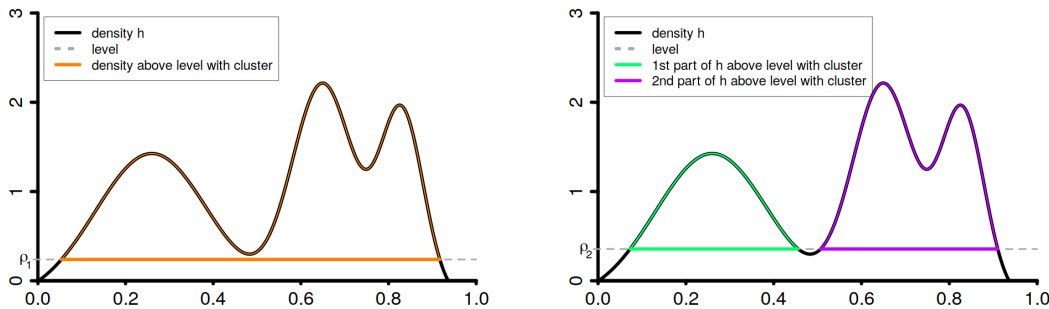 3
density h
level
density above level with cluster
2
1
ρ1
0
0.0 0.2 0.4 0.6 0.8 1.0
3
density h
level
1st part of h above level with cluster
2nd part of h above level with cluster
2
1
ρ2
0
0.0 0.2 0.4 0.6 0.8 1.0